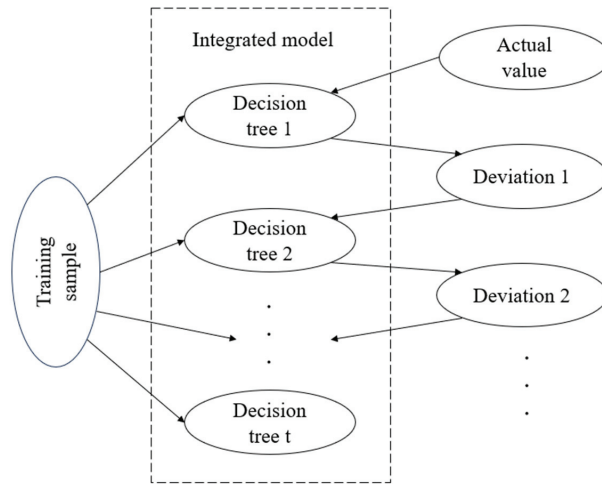 Integrated model
Actual
value
Decision
tree 1
Deviation 1
Training
sample
Decision
tree 2
Deviation 2
Decision
tree t